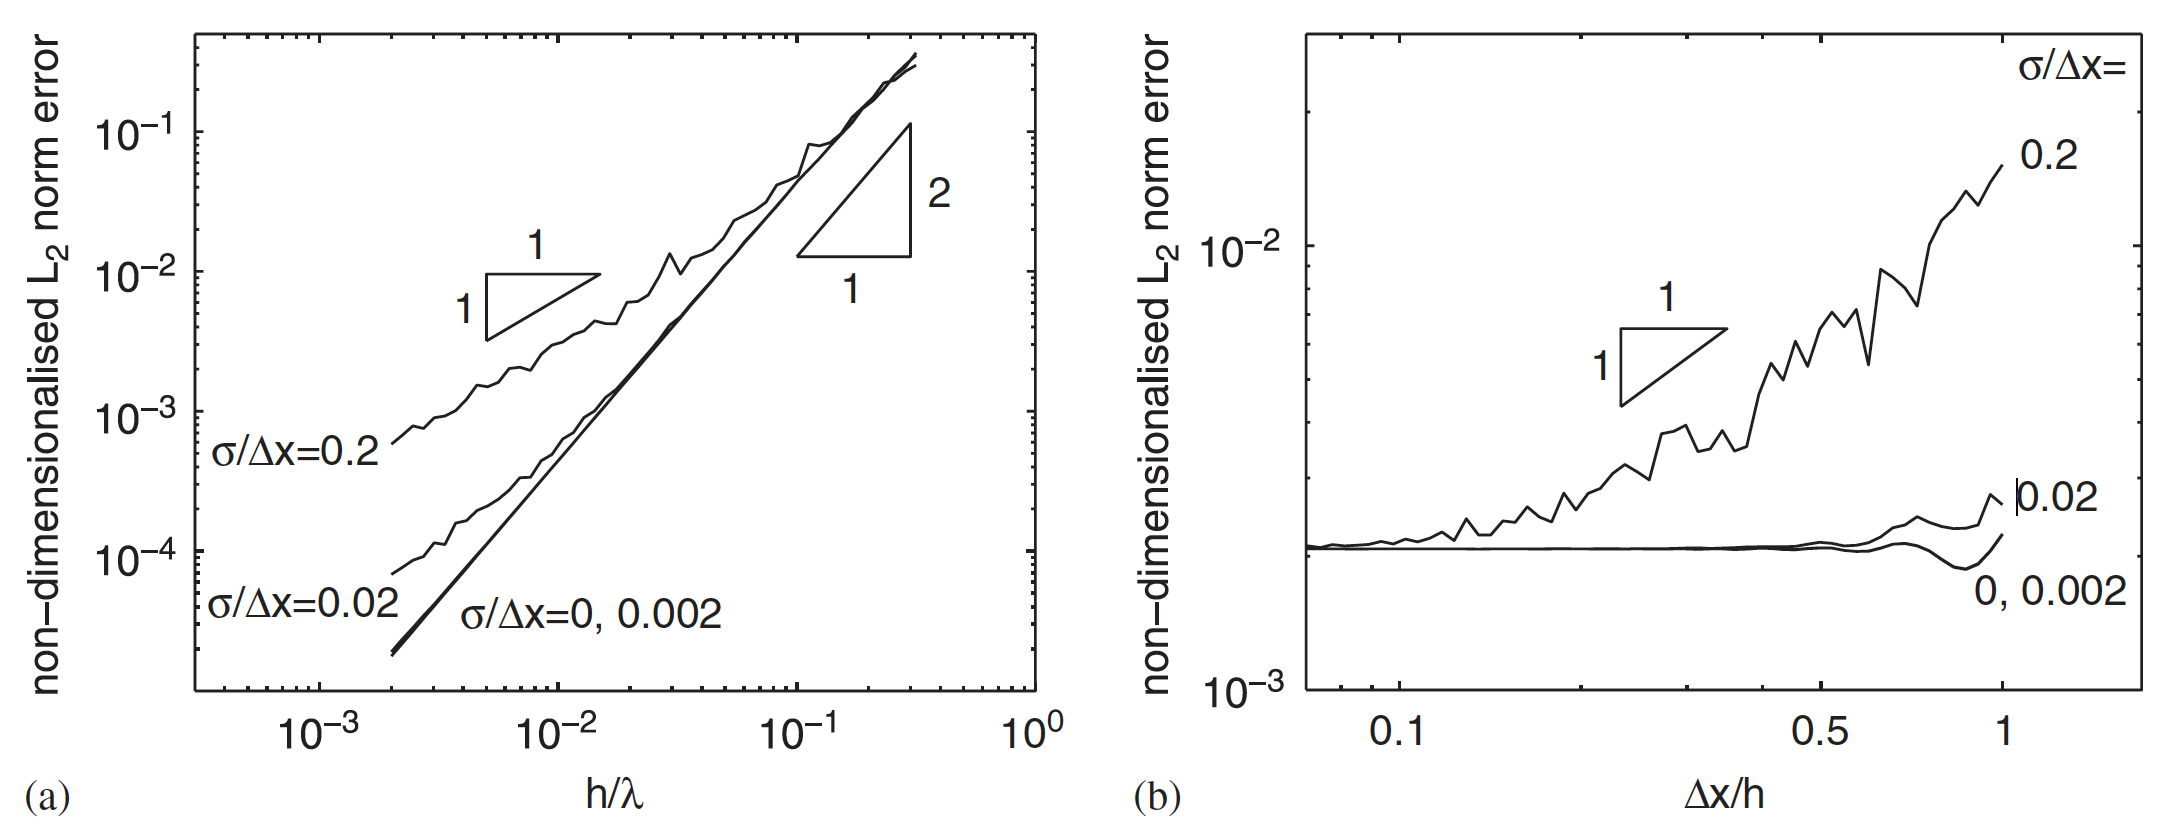 non–dimensionalised L₂ norm error
10⁻¹
10⁻²
10⁻³
10⁻⁴
1
1
2
1
σ/Δx=0.2
σ/Δx=0.02
σ/Δx=0, 0.002
10⁻³
10⁻²
10⁻¹
10⁰
h/λ
(a)
non–dimensionalised L₂ norm error
10⁻²
10⁻³
1
1
σ/Δx=
0.2
0.02
0, 0.002
0.1
0.5
1
Δx/h
(b)